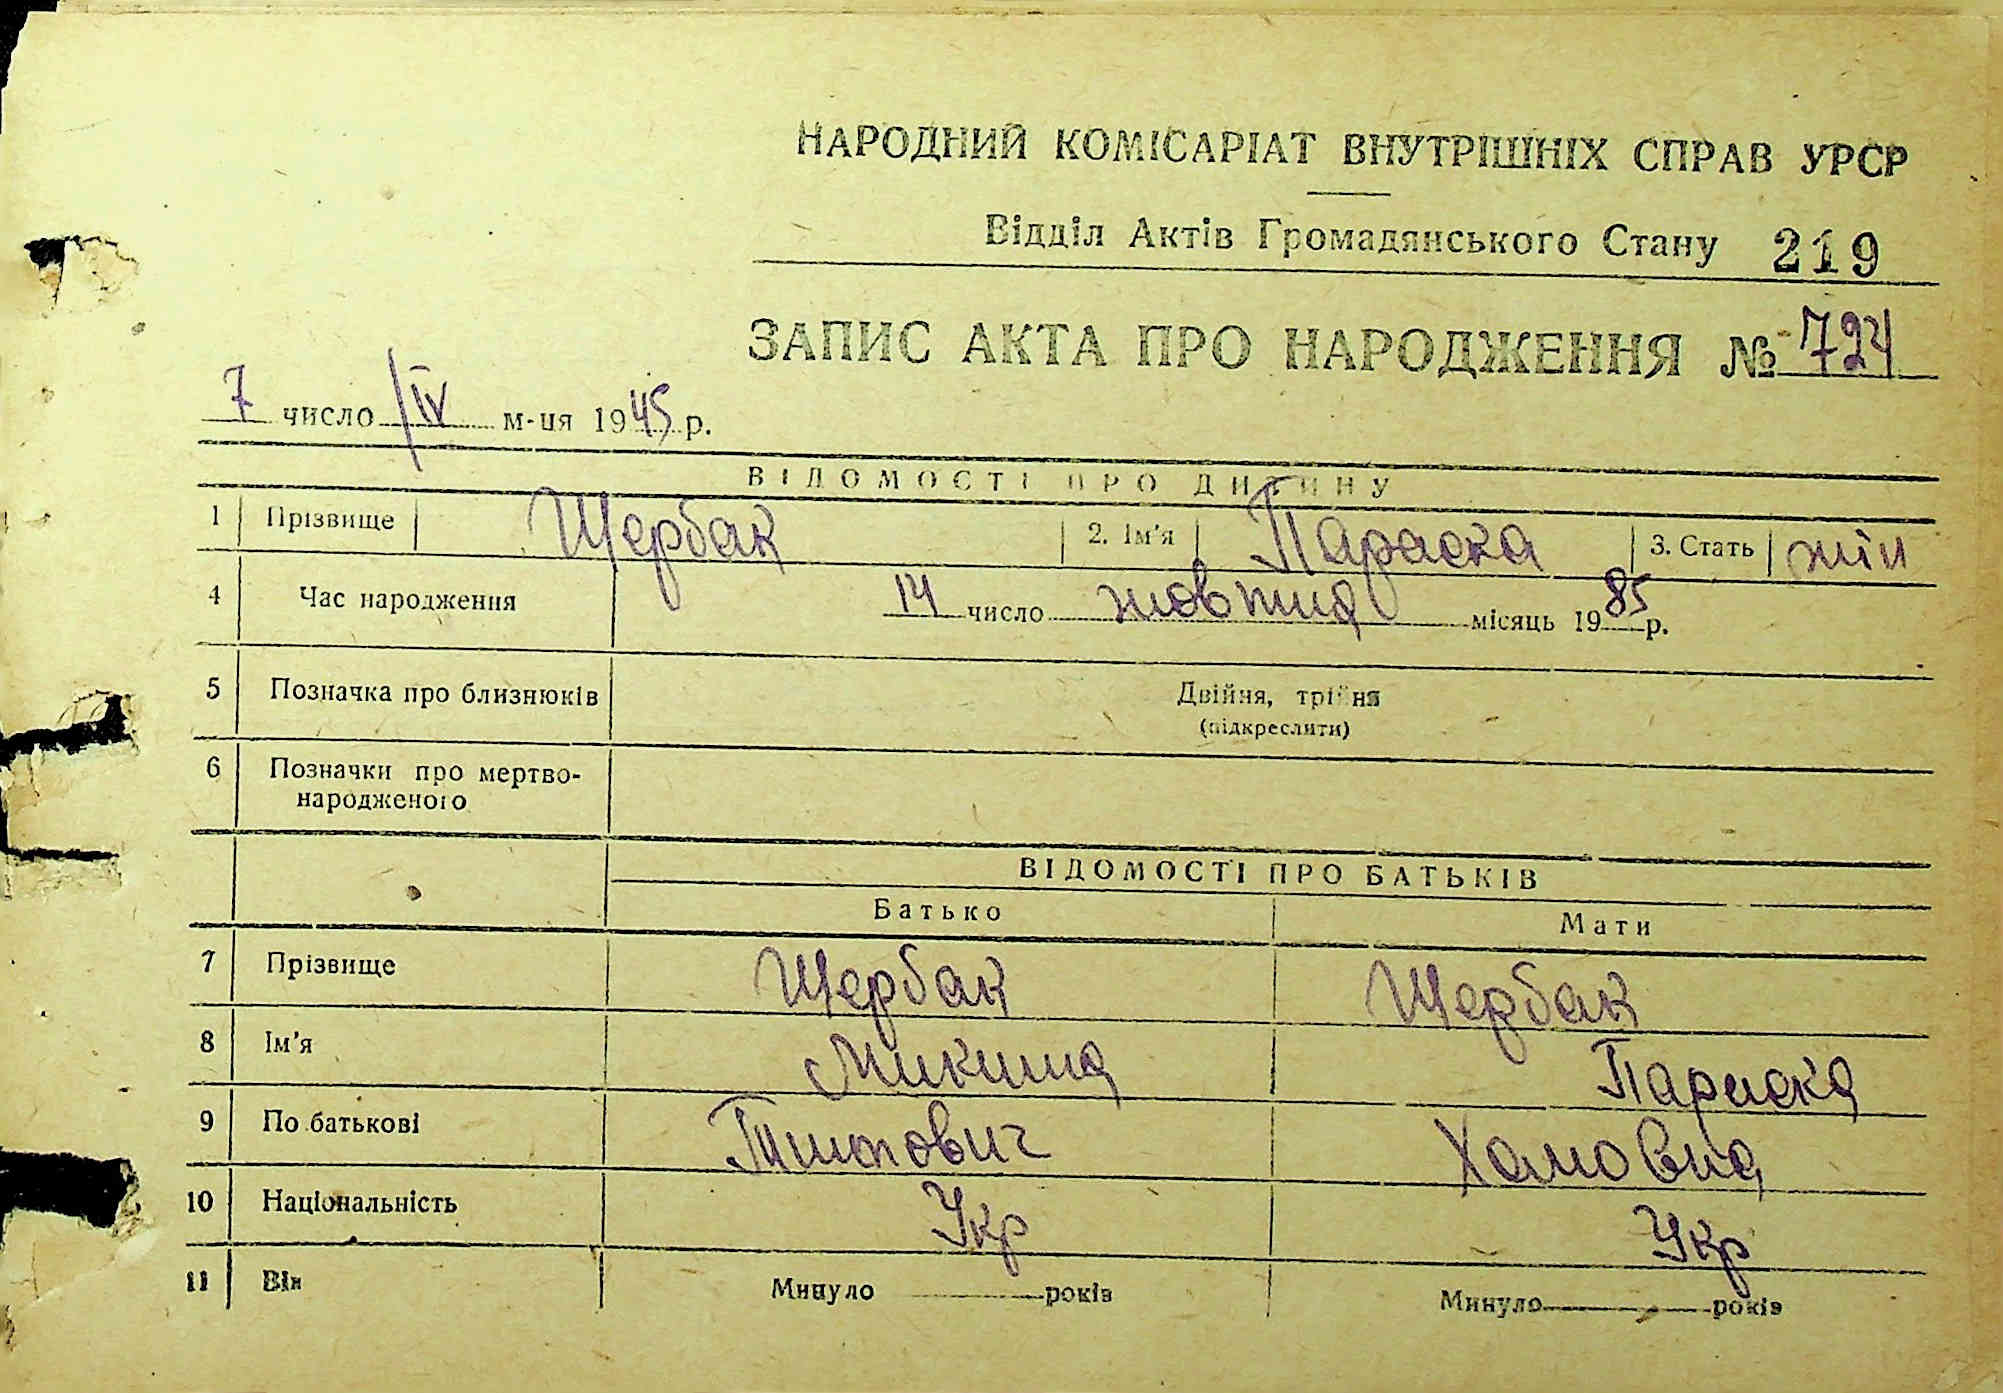 НАРОДНИЙ КОМІСАРІАТ ВНУТРІШНІХ СПРАВ УРСР
Відділ Актів Громадянського Стану 219
ЗАПИС АКТА ПРО НАРОДЖЕННЯ № 724
7 число IV м-ця 1945 р.
ВІДОМОСТІ ПРО ДИТИНУ
1 Прізвище Щербак 2. Ім'я Параска 3. Стать жін
4 Час народження 14 число жовтня місяць 1985 р.
5 Позначка про близнюків Двійня, трійня
(підкреслити)
6 Позначки про мертво-
народженого
ВІДОМОСТІ ПРО БАТЬКІВ
Батько Мати
7 Прізвище Щербак Щербак
8 Ім'я Микита Параска
9 По батькові
10 Національність Укр Укр
11 Вік Минуло років Минуло років